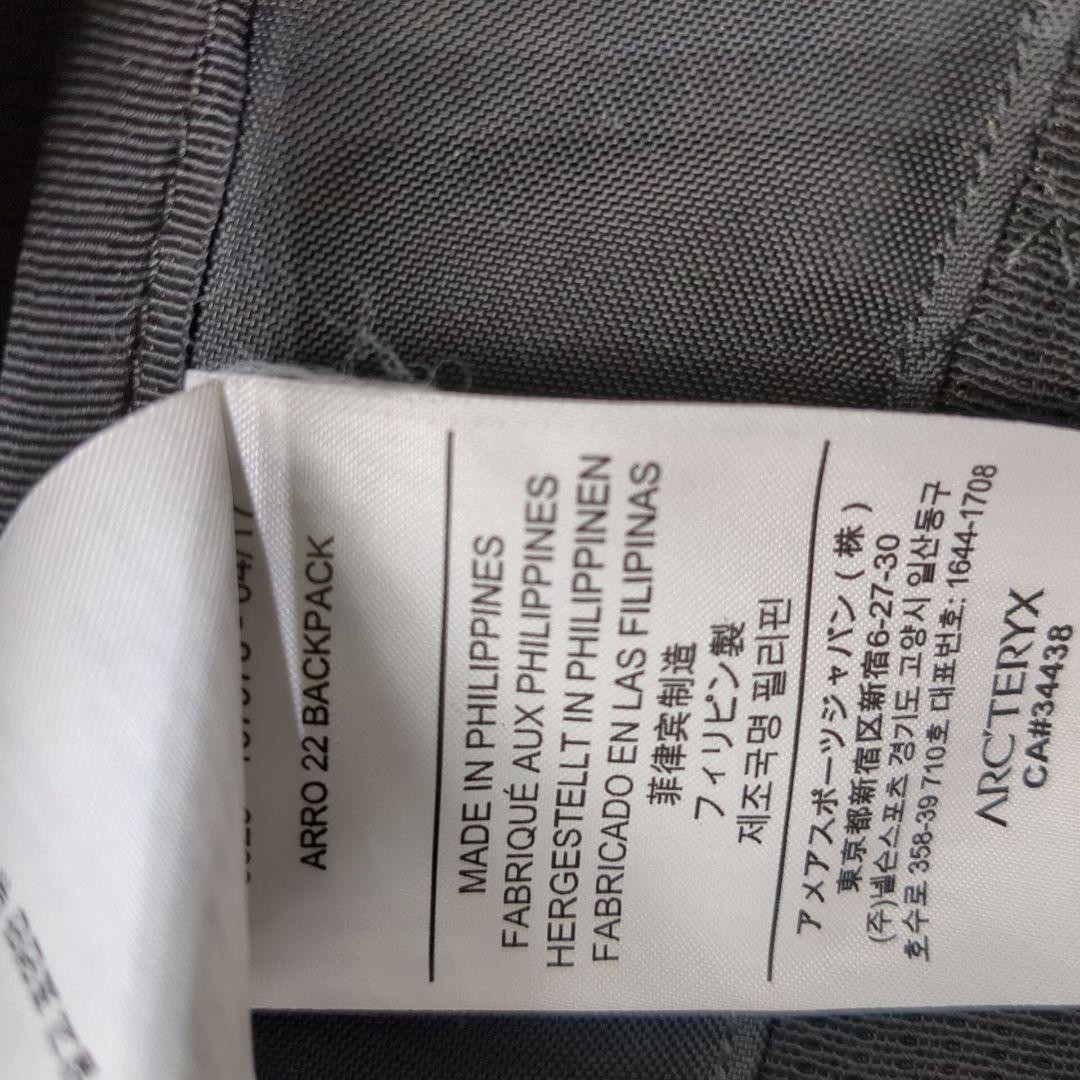 ARRO 22 BACKPACK
MADE IN PHILIPPINES
FABRIQUÉ AUX PHILIPPINES
HERGESTELLT IN PHILIPPINEN
FABRICADO EN LAS FILIPINAS
菲律宾制造
フィリピン製
제조국명 필리핀
アメアスポーツジャパン ( 株 )
東京都新宿区新宿6-27-30
(주)넬슨스포츠 경기도 고양시 일산동구
호수로 358-39 710호 대표번호: 1644-1708
ARC'TERYX
CA#34438